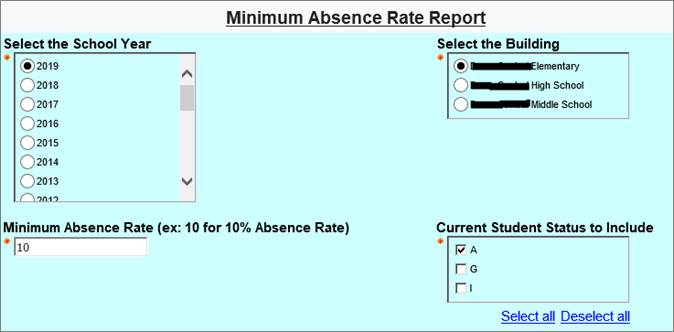 Minimum Absence Rate Report
Select the School Year
Select the Building
2019
2018
2017
2016
2015
2014
2013
2012
Elementary
High School
Middle School
Minimum Absence Rate (ex: 10 for 10% Absence Rate)
10
Current Student Status to Include
A
G
I
Select all Deselect all